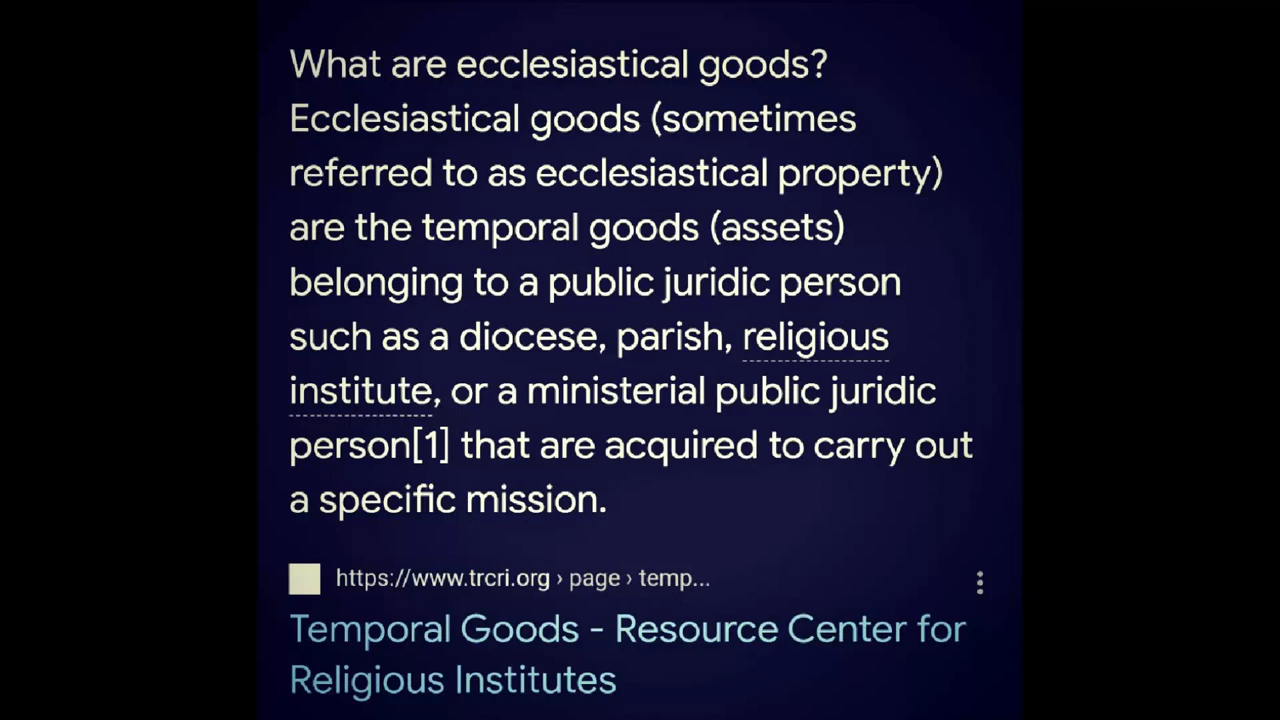 What are ecclesiastical goods?
Ecclesiastical goods (sometimes
referred to as ecclesiastical property)
are the temporal goods (assets)
belonging to a public juridic person
such as a diocese, parish, religious
institute, or a ministerial public juridic
person[1] that are acquired to carry out
a specific mission.
https://www.trcri.org › page › temp...
Temporal Goods - Resource Center for
Religious Institutes